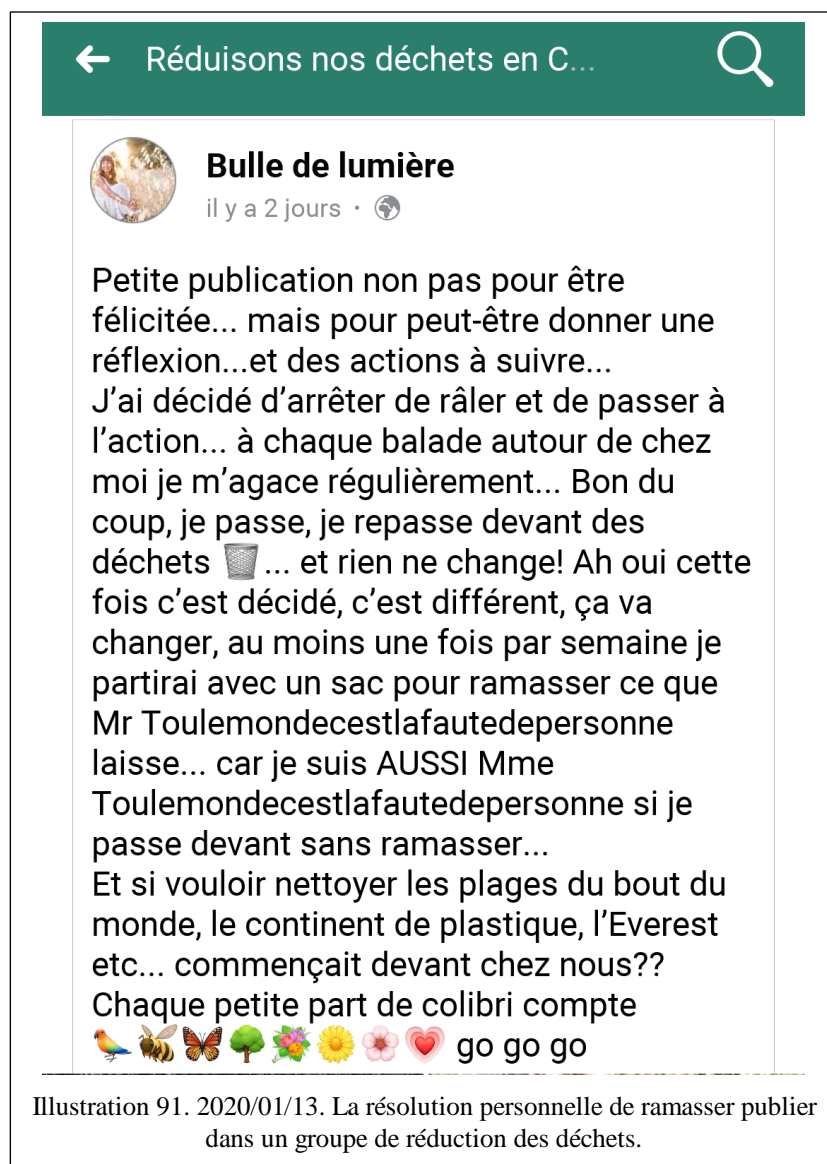 Réduisons nos déchets en C...
Bulle de lumière
il y a 2 jours ·
Petite publication non pas pour être
félicitée... mais pour peut-être donner une
réflexion...et des actions à suivre...
J’ai décidé d’arrêter de râler et de passer à
l’action... à chaque balade autour de chez
moi je m’agace régulièrement... Bon du
coup, je passe, je repasse devant des
déchets 🗑... et rien ne change! Ah oui cette
fois c’est décidé, c’est différent, ça va
changer, au moins une fois par semaine je
partirai avec un sac pour ramasser ce que
Mr Toulemondecestlafautedepersonne
laisse... car je suis AUSSI Mme
Toulemondecestlafautedepersonne si je
passe devant sans ramasser...
Et si vouloir nettoyer les plages du bout du
monde, le continent de plastique, l’Everest
etc... commençait devant chez nous??
Chaque petite part de colibri compte
🦜🐝🦋🌳💐🌼🌸💗 go go go
Illustration 91. 2020/01/13. La résolution personnelle de ramasser publier
dans un groupe de réduction des déchets.